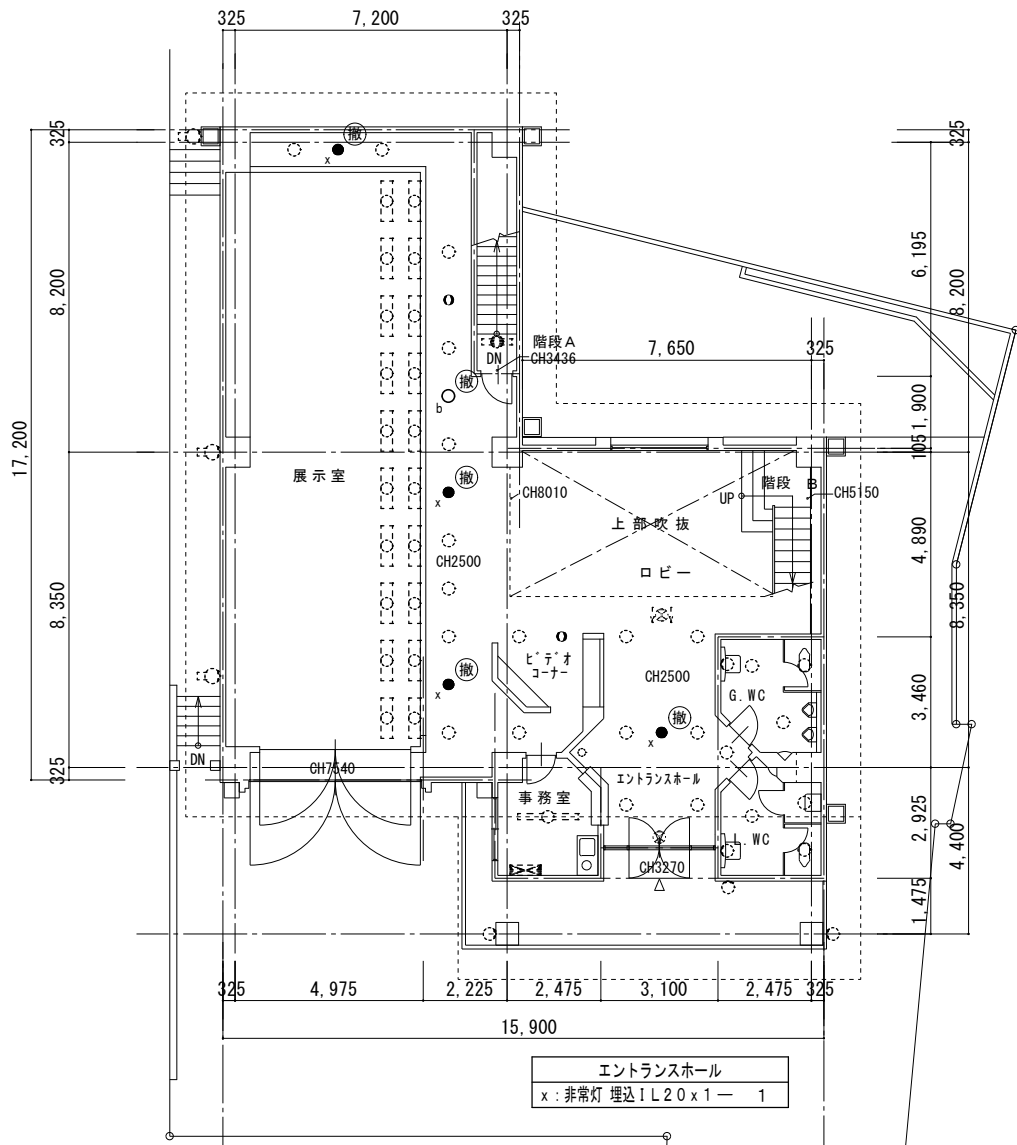 325 7,200 325
撤
x
325
325
17,200
8,200
8,350
325
6,195
8,200
階段A
CH3436
DN
7,650 325
撤
b
1,900
105
展示室
撤
x
CH8010
上部吹抜
階段 B
UP
CH5150
4,890
CH2500
ロビー
8,350
ビデオ
コーナー
撤
x
CH2500
G.WC
3,460
撤
x
DN
CH7540
エントランスホール
事務室
L.WC
2,925
4,400
CH3270
1,475
325 4,975 2,225 2,475 3,100 2,475 325
15,900
エントランスホール
x：非常灯 埋込IL20x1― 1